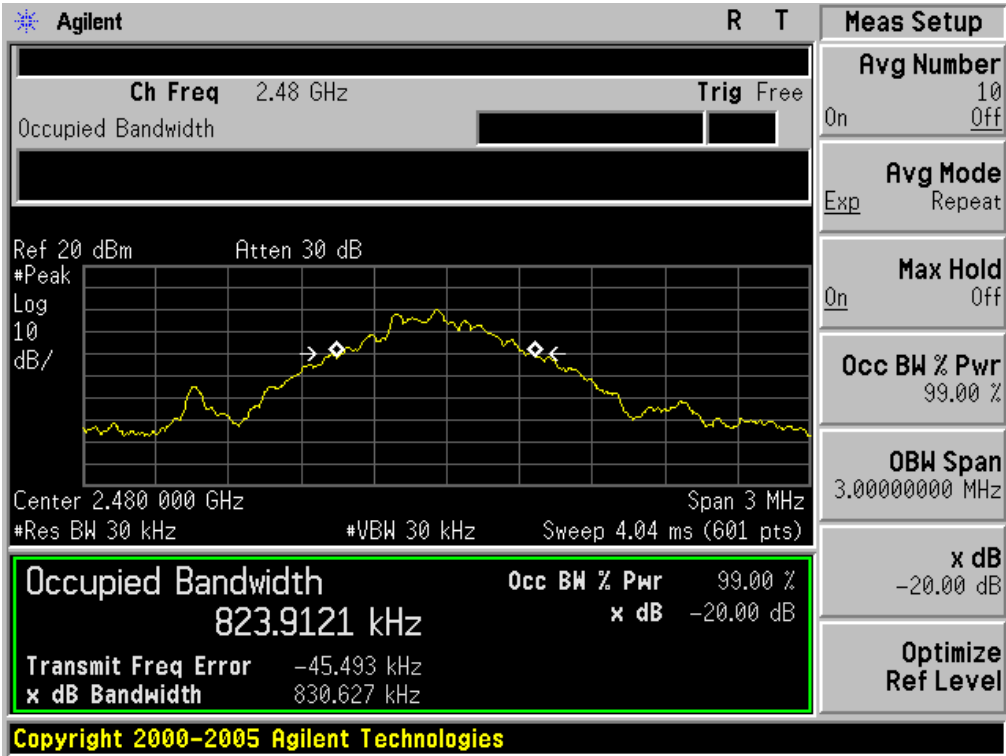 Agilent R T
Ch Freq 2.48 GHz Trig Free
Occupied Bandwidth
Ref 20 dBm Atten 30 dB
#Peak
Log
10
dB/
Center 2.480 000 GHz Span 3 MHz
#Res BW 30 kHz #VBW 30 kHz Sweep 4.04 ms (601 pts)
Occupied Bandwidth
823.9121 kHz
Occ BW % Pwr 99.00 %
x dB -20.00 dB
Transmit Freq Error -45.493 kHz
x dB Bandwidth 830.627 kHz
Copyright 2000-2005 Agilent Technologies
Meas Setup
Avg Number
10
On Off
Avg Mode
Exp Repeat
Max Hold
On Off
Occ BW % Pwr
99.00 %
OBW Span
3.00000000 MHz
x dB
-20.00 dB
Optimize
Ref Level